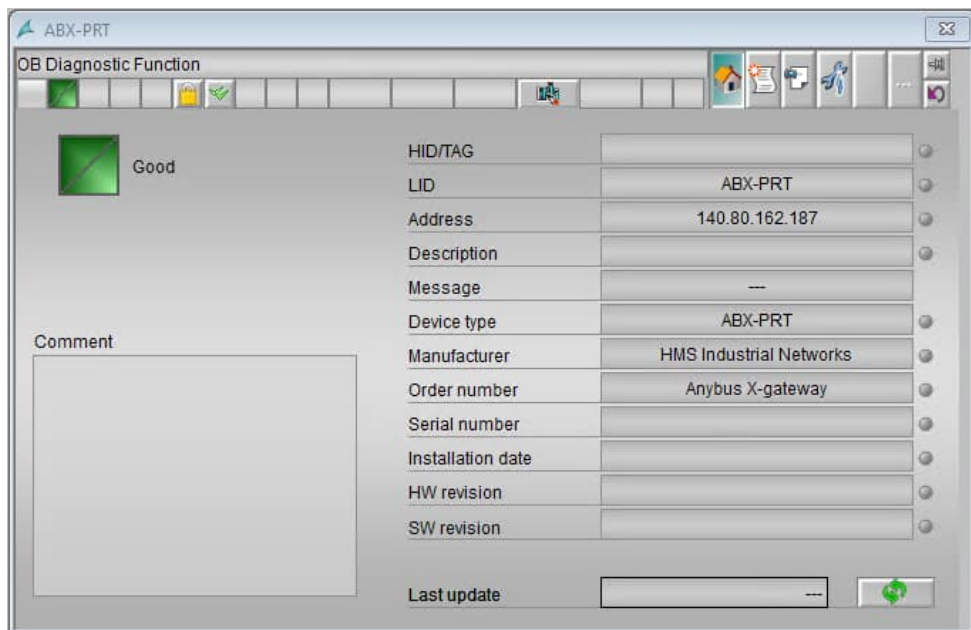 ABX-PRT
OB Diagnostic Function
...
Good
HID/TAG
LID ABX-PRT
Address 140.80.162.187
Description
Message ---
Device type ABX-PRT
Comment
Manufacturer HMS Industrial Networks
Order number Anybus X-gateway
Serial number
Installation date
HW revision
SW revision
Last update ---